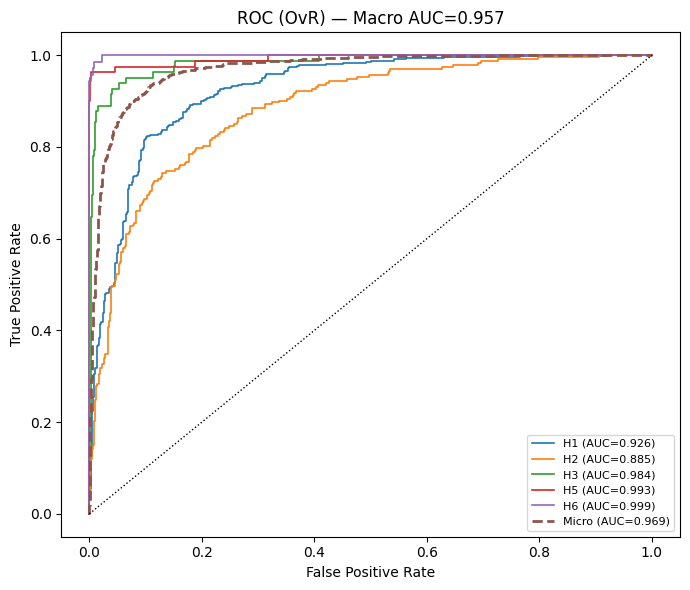 ROC (OvR) — Macro AUC=0.957
True Positive Rate
1.0
0.8
0.6
0.4
0.2
0.0
H1 (AUC=0.926)
H2 (AUC=0.885)
H3 (AUC=0.984)
H5 (AUC=0.993)
H6 (AUC=0.999)
Micro (AUC=0.969)
0.0 0.2 0.4 0.6 0.8 1.0
False Positive Rate